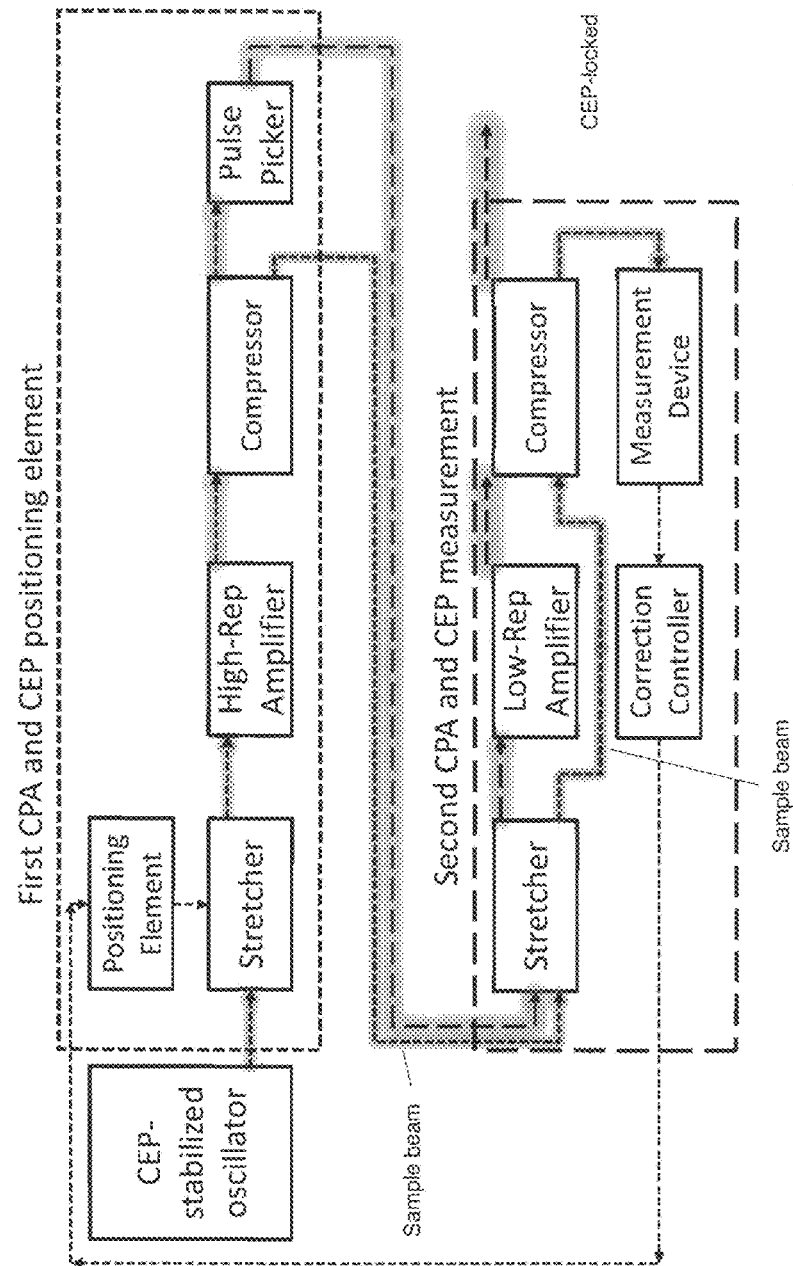 First CPA and CEP positioning element
CEP-
stabilized
oscillator
Positioning
Element
Stretcher
High-Rep
Amplifier
Compressor
Pulse
Picker
Sample beam
Second CPA and CEP measurement
Stretcher
Low-Rep
Amplifier
Compressor
CEP-locked
Correction
Controller
Measurement
Device
Sample beam